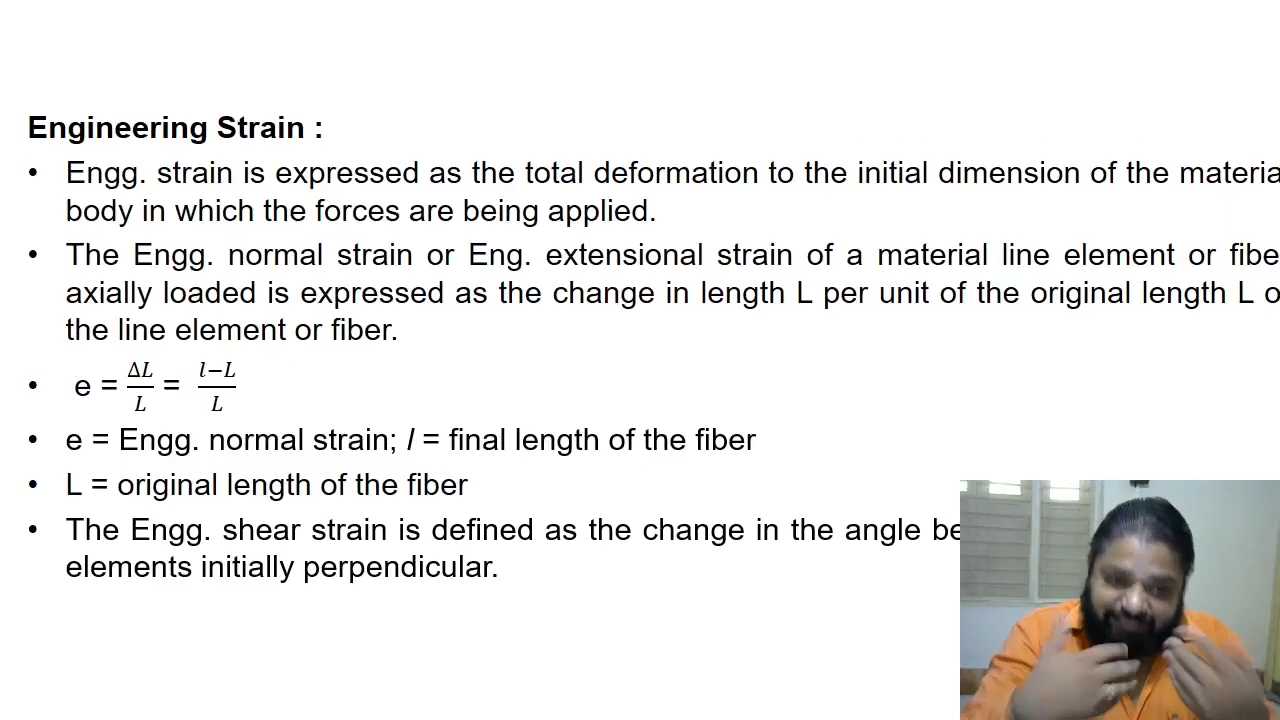 Engineering Strain :
• Engg. strain is expressed as the total deformation to the initial dimension of the materia
body in which the forces are being applied.
• The Engg. normal strain or Eng. extensional strain of a material line element or fibe
axially loaded is expressed as the change in length L per unit of the original length L o
the line element or fiber.
• e = ΔL/L = l−L/L
• e = Engg. normal strain; l = final length of the fiber
• L = original length of the fiber
• The Engg. shear strain is defined as the change in the angle be
elements initially perpendicular.